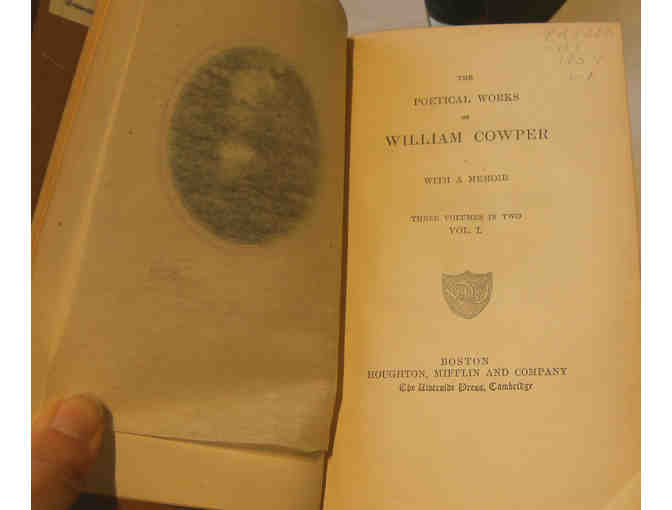 THE
POETICAL WORKS
OF
WILLIAM COWPER
WITH A MEMOIR
THREE VOLUMES IN TWO
VOL. I.
BOSTON
HOUGHTON, MIFFLIN AND COMPANY
The Riverside Press, Cambridge